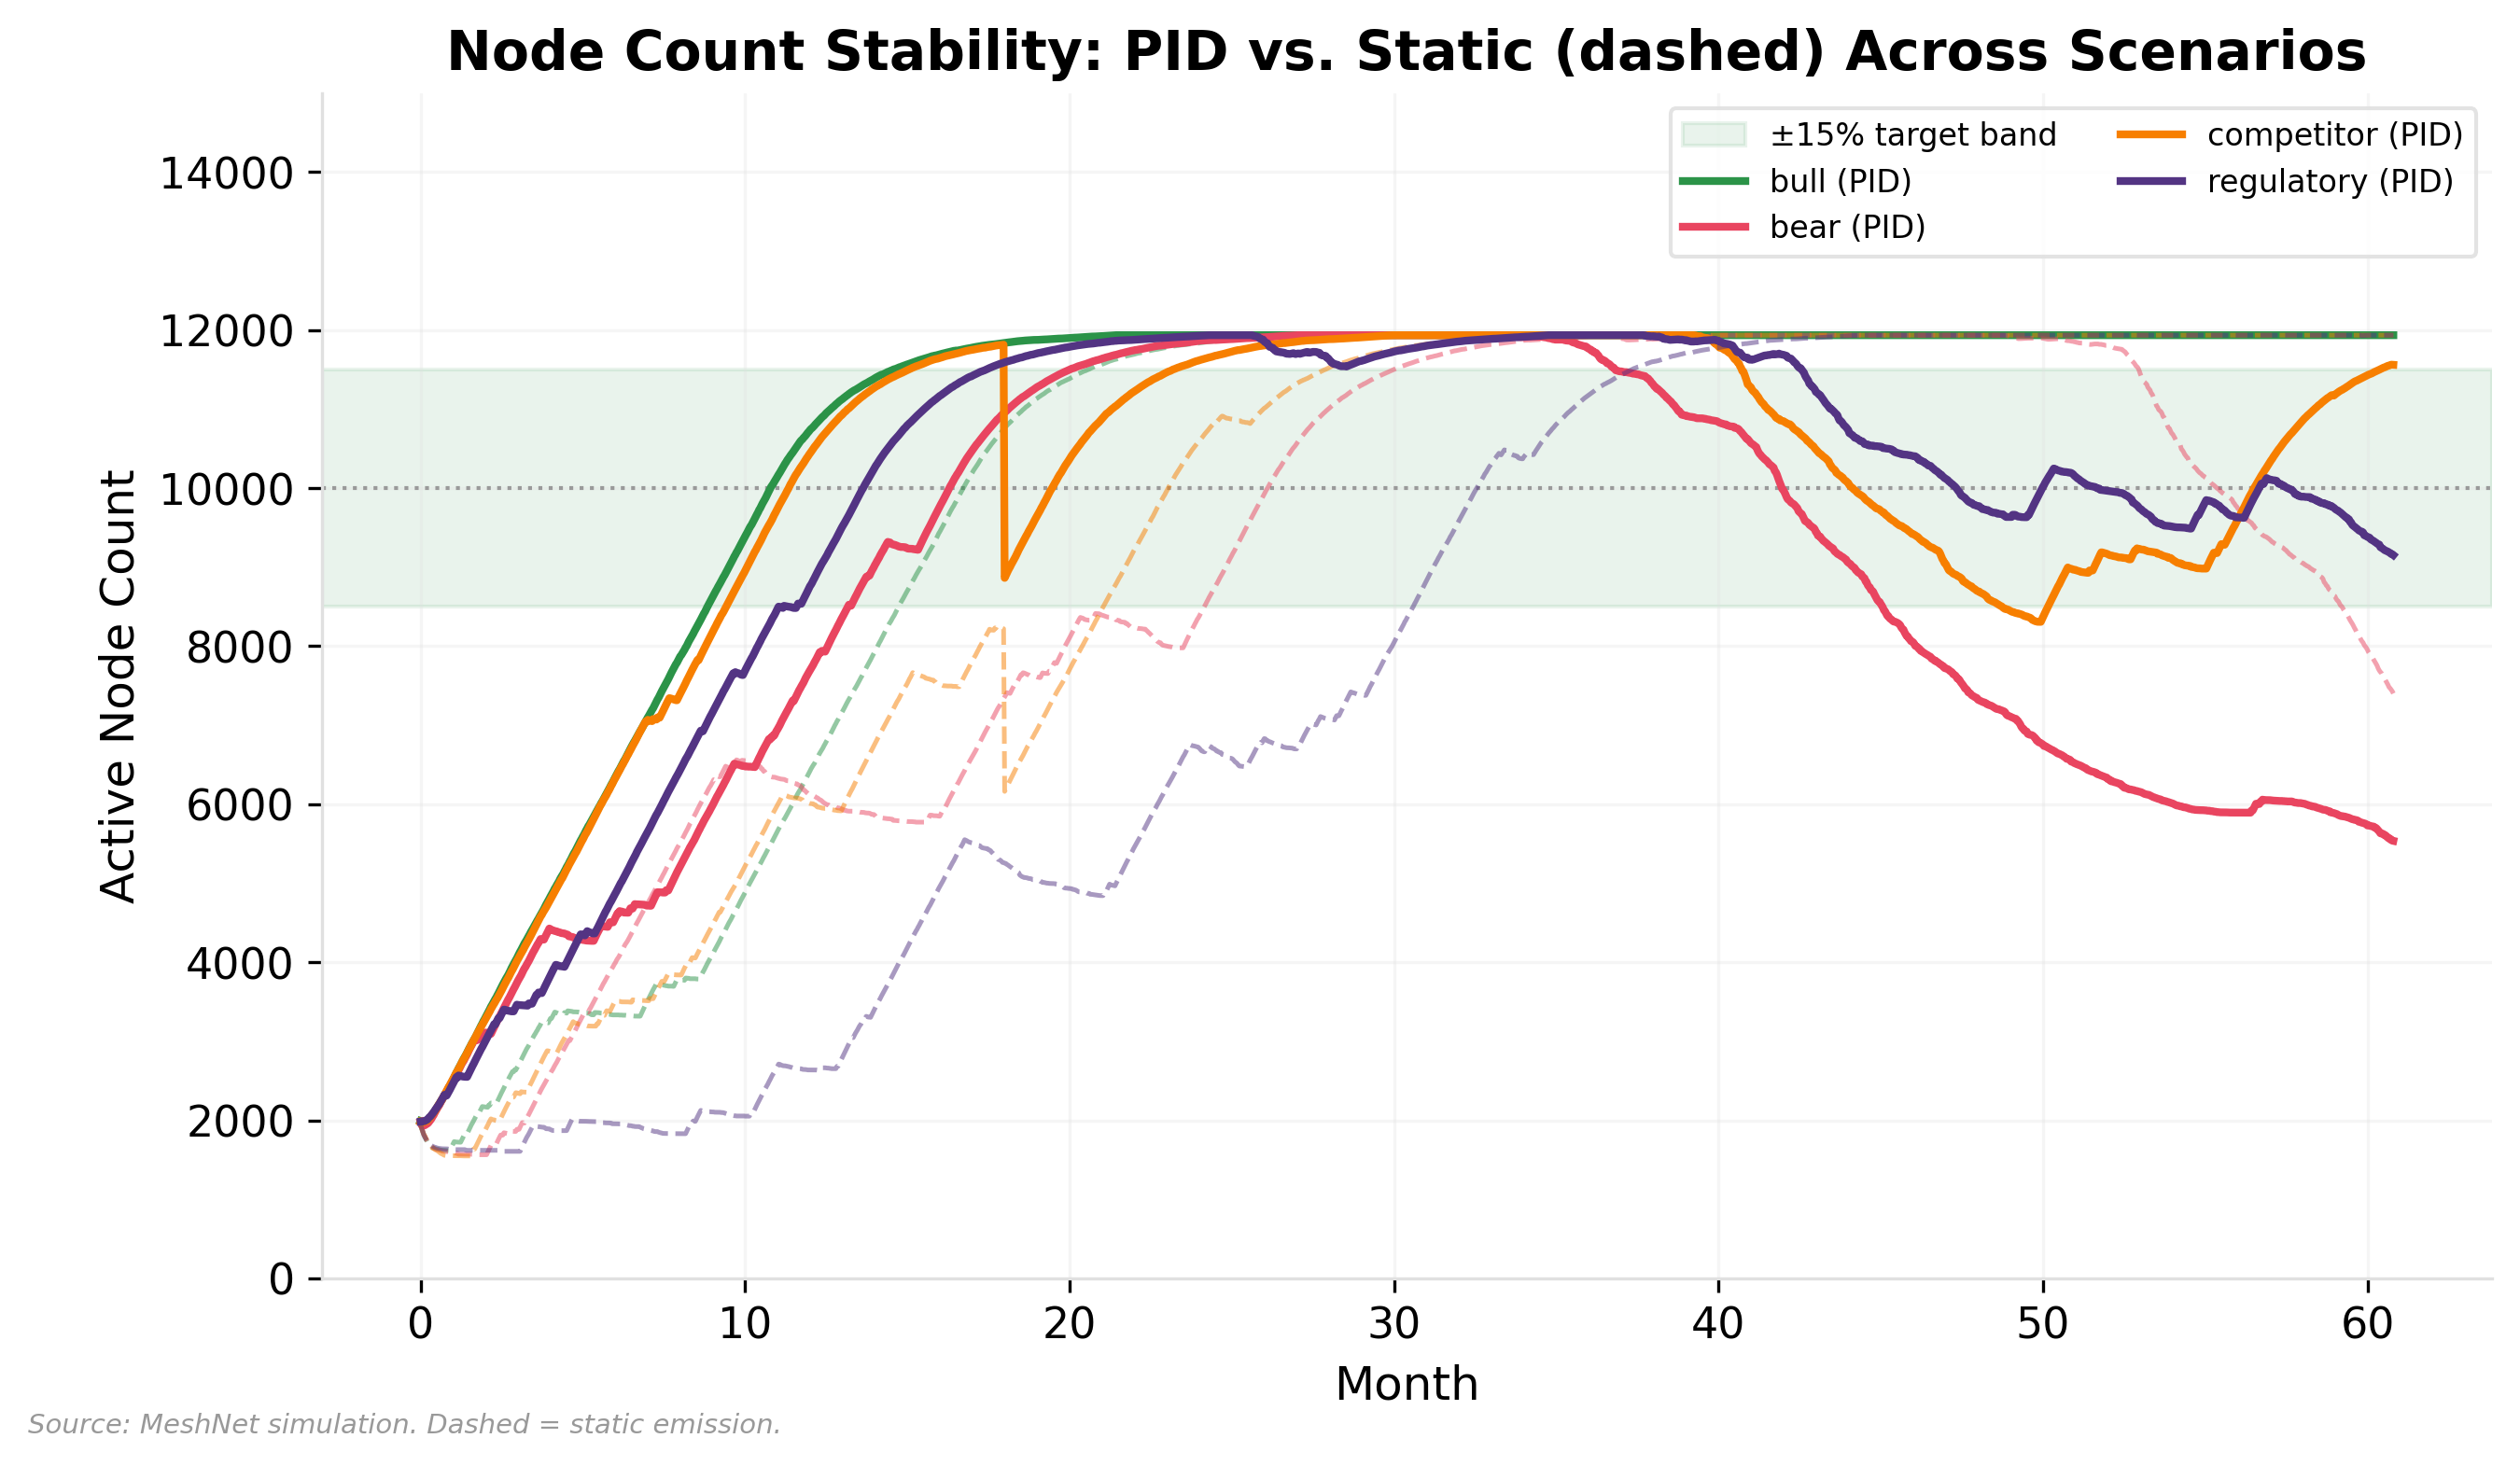 Node Count Stability: PID vs. Static (dashed) Across Scenarios
±15% target band
bull (PID)
bear (PID)
competitor (PID)
regulatory (PID)
Active Node Count
14000
12000
10000
8000
6000
4000
2000
0
0 10 20 30 40 50 60
Month
Source: MeshNet simulation. Dashed = static emission.